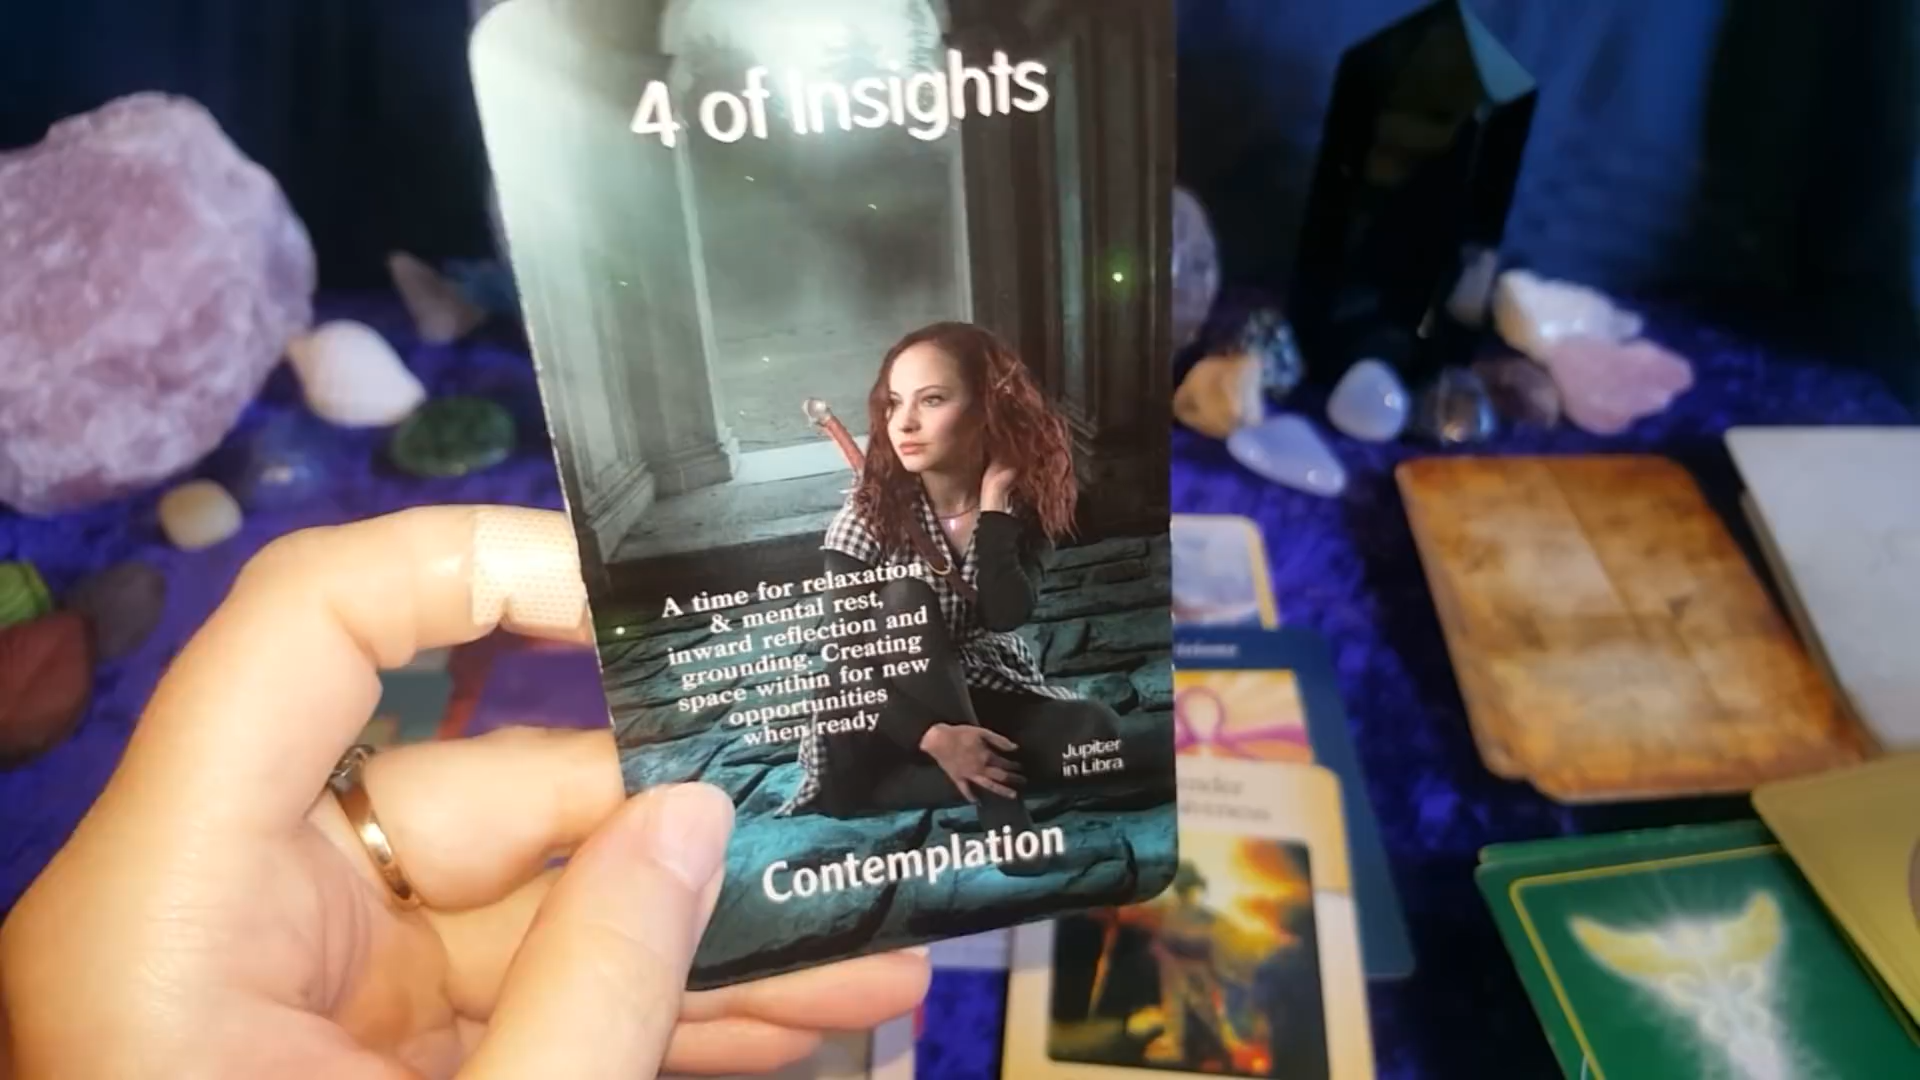 4 of Insights
A time for relaxation
& mental rest,
inward reflection and
grounding. Creating
space within for new
opportunities
when ready
Jupiter
in Libra
Contemplation